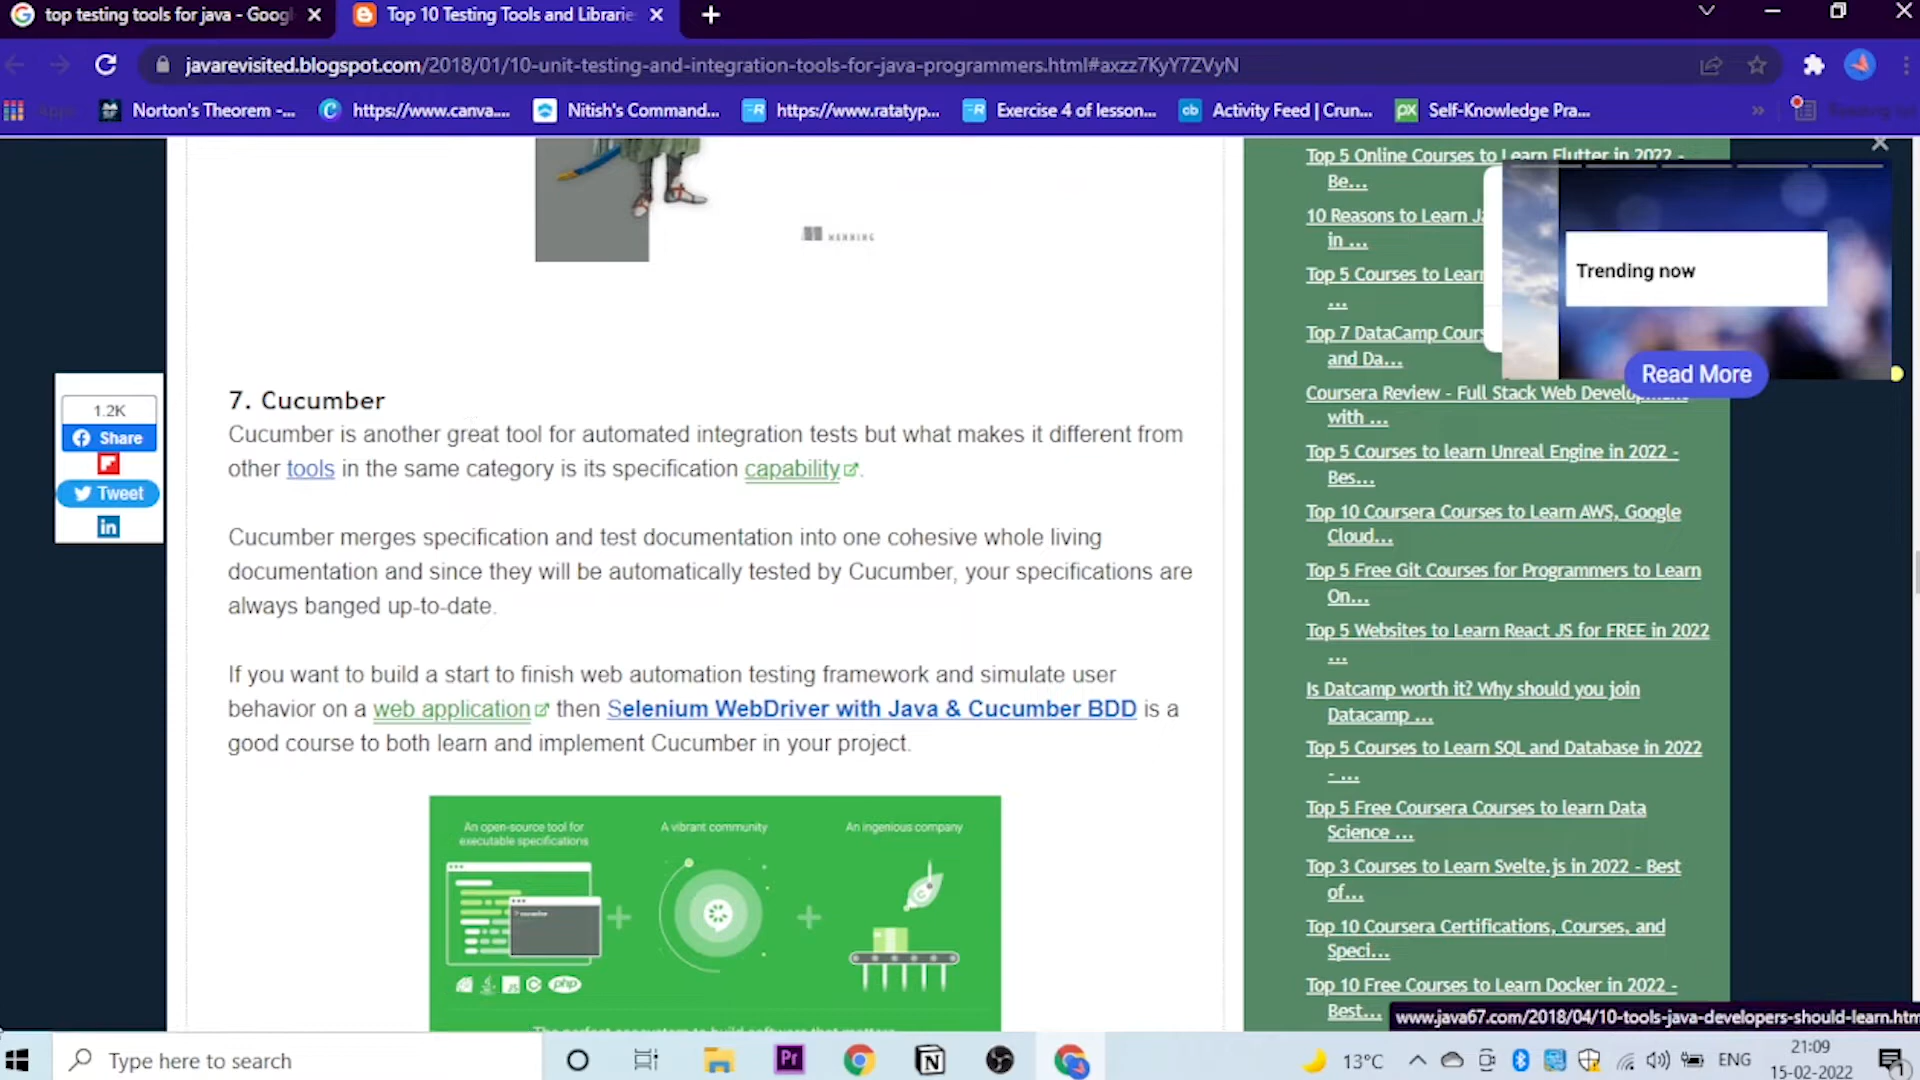 top testing tools for java - Goog
Top 10 Testing Tools and Librarie
javarevisited.blogspot.com/2018/01/10-unit-testing-and-integration-tools-for-java-programmers.html#axzz7KyY7ZVyN
Apps
Norton's Theorem -...
https://www.canva....
Nitish's Command...
https://www.ratatyp...
Exercise 4 of lesson...
Activity Feed | Crun...
Self-Knowledge Pra...
»
MANNING
1.2K
Share
Tweet
in
7. Cucumber
Cucumber is another great tool for automated integration tests but what makes it different from
other tools in the same category is its specification capability.
Cucumber merges specification and test documentation into one cohesive whole living
documentation and since they will be automatically tested by Cucumber, your specifications are
always banged up-to-date.
If you want to build a start to finish web automation testing framework and simulate user
behavior on a web application then Selenium WebDriver with Java & Cucumber BDD is a
good course to both learn and implement Cucumber in your project.
An open-source tool for
executable specifications
A vibrant community
An ingenious company
JS
php
The perfect ecosystem to build software that matters
Top 5 Online Courses to Learn Flutter in 2022 -
Be...
10 Reasons to Learn
in ...
Top 5 Courses to Learn
...
Top 7 DataCamp Cours
and Da...
Coursera Review - Full Stack Web
with ...
Top 5 Courses to learn Unreal Engine in 2022 -
Bes...
Top 10 Coursera Courses to Learn AWS, Google
Cloud...
Top 5 Free Git Courses for Programmers to Learn
On...
Top 5 Websites to Learn React JS for FREE in 2022
...
Is Datcamp worth it? Why should you join
Datacamp ...
Top 5 Courses to Learn SQL and Database in 2022
- ...
Top 5 Free Coursera Courses to learn Data
Science ...
Top 3 Courses to Learn Svelte.js in 2022 - Best
of...
Top 10 Coursera Certifications, Courses, and
Speci...
Top 10 Free Courses to Learn Docker in 2022 -
Best...
Trending now
Read More
www.java67.com/2018/04/10-tools-java-developers-should-learn.htm
Type here to search
Pr
N
13°C
ENG
21:09
15-02-2022
1